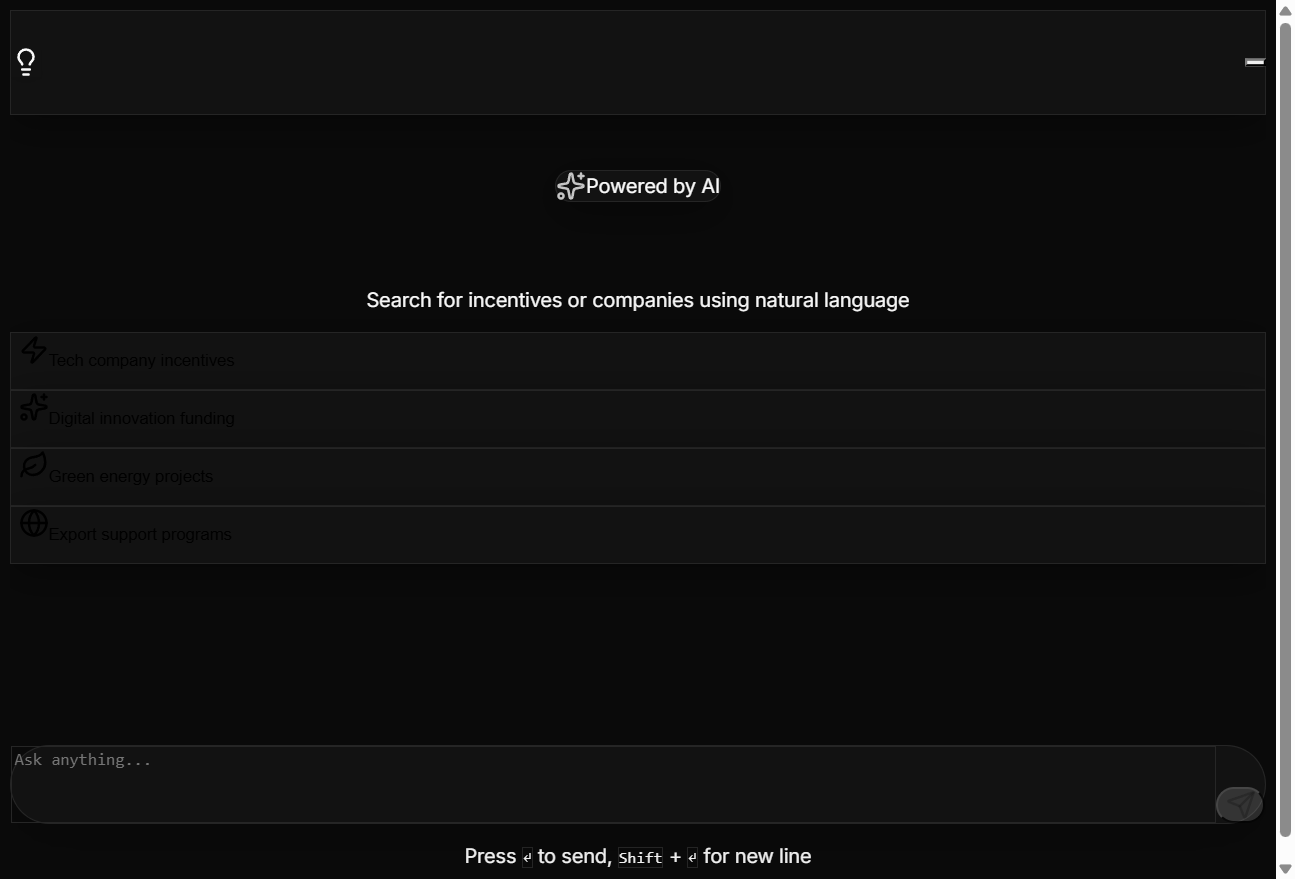 Powered by AI
Search for incentives or companies using natural language
Tech company incentives
Digital innovation funding
Green energy projects
Export support programs
Ask anything...
Press ↵ to send, Shift + ↵ for new line